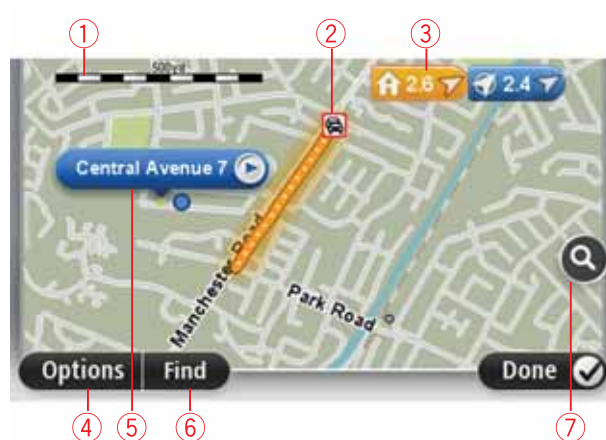 1 2 3
500yd
2.6 2.4
Central Avenue 7
Manchester Road
Park Road
Options Find Done
4 5 6 7